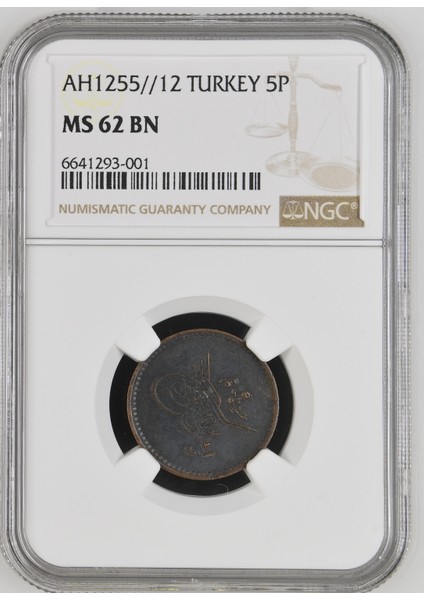 AH1255//12 TURKEY 5P
MS 62 BN
6641293-001
NUMISMATIC GUARANTY COMPANY
NGC®